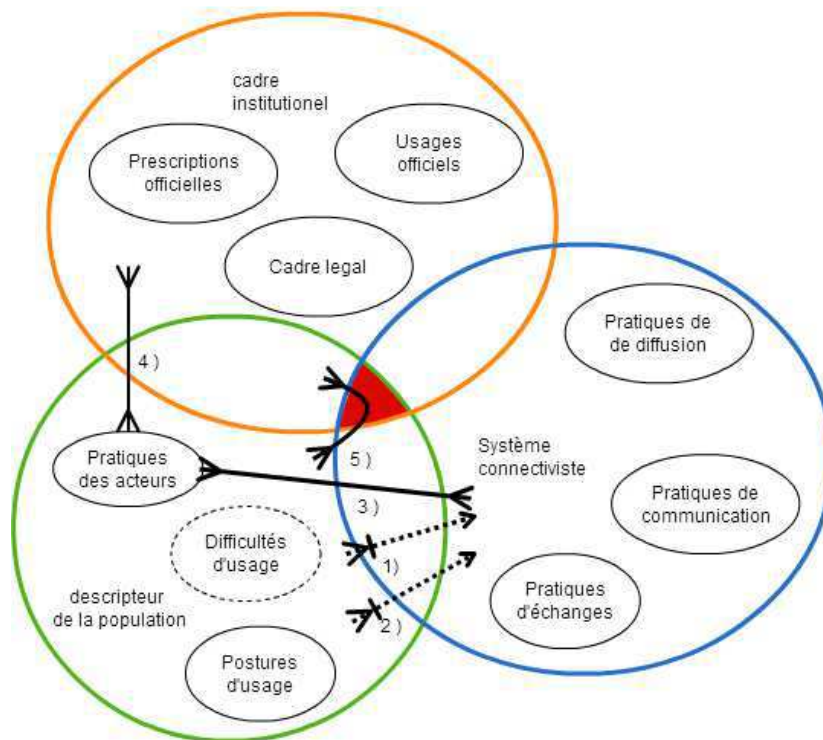 cadre
institutionel
Usages
officiels
Prescriptions
officielles
Cadre legal
Pratiques de
de diffusion
4 )
Pratiques
des acteurs
5 )
Système
connectiviste
3 )
Pratiques de
communication
Difficultés
d'usage
1)
Pratiques
d'échanges
descripteur
de la population
2 )
Postures
d'usage